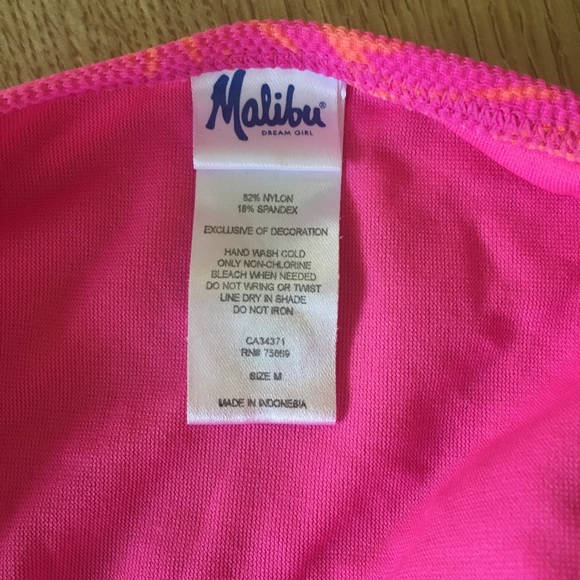 Malibu®
DREAM GIRL
82% NYLON
18% SPANDEX
EXCLUSIVE OF DECORATION
HAND WASH COLD
ONLY NON-CHLORINE
BLEACH WHEN NEEDED
DO NOT WRING OR TWIST
LINE DRY IN SHADE
DO NOT IRON
CA34371
RN# 75669
SIZE M
MADE IN INDONESIA